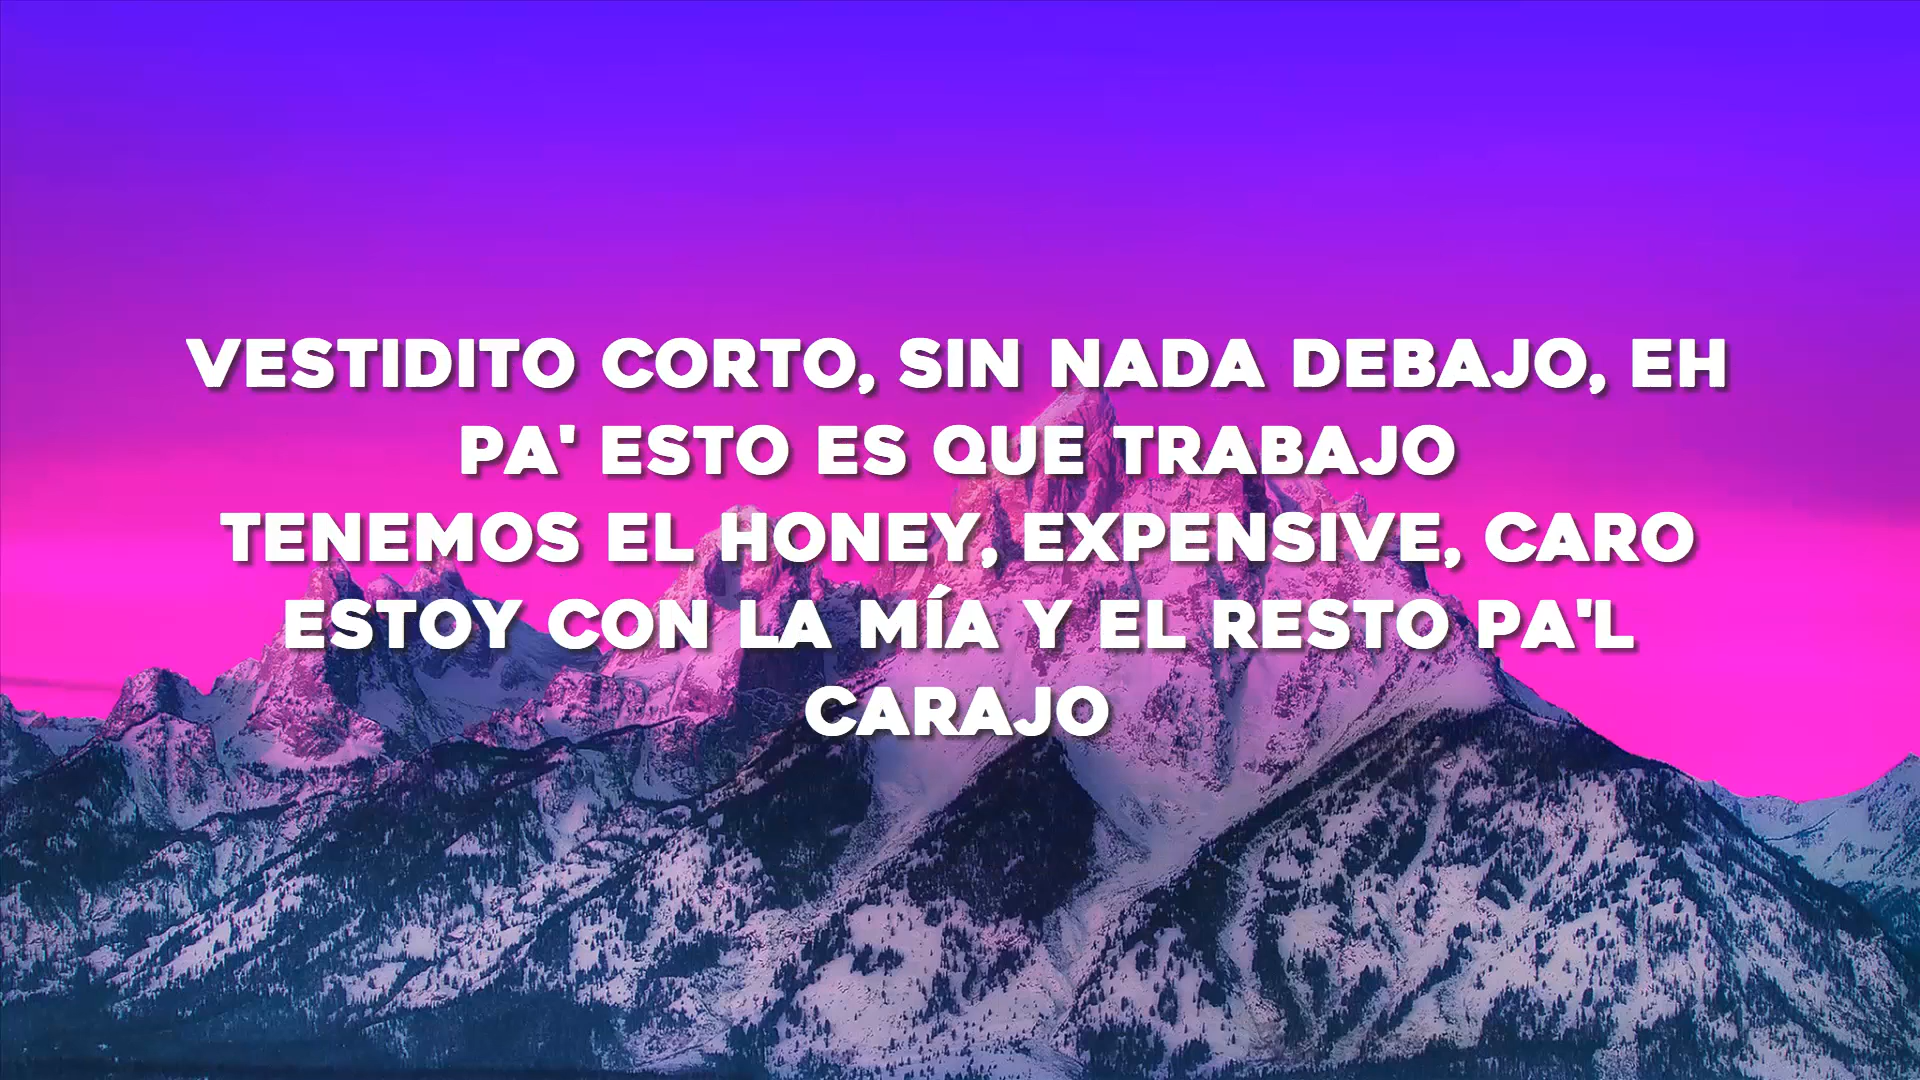 VESTIDITO CORTO, SIN NADA DEBAJO, EH
PA' ESTO ES QUE TRABAJO
TENEMOS EL HONEY, EXPENSIVE, CARO
ESTOY CON LA MÍA Y EL RESTO PA'L
CARAJO